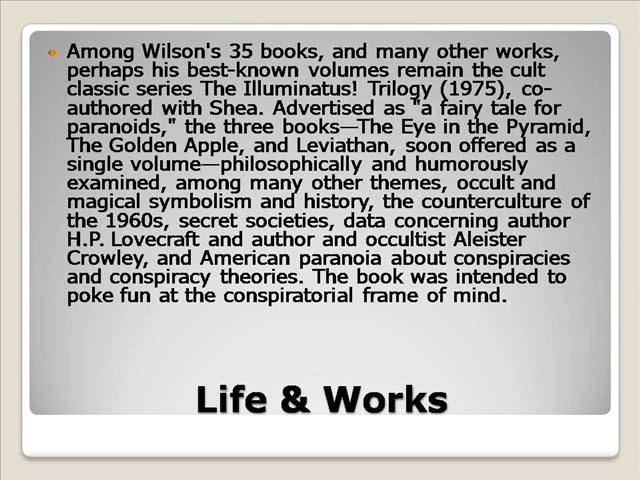 Among Wilson's 35 books, and many other works,
perhaps his best-known volumes remain the cult
classic series The Illuminatus! Trilogy (1975), co-
authored with Shea. Advertised as "a fairy tale for
paranoids," the three books—The Eye in the Pyramid,
The Golden Apple, and Leviathan, soon offered as a
single volume—philosophically and humorously
examined, among many other themes, occult and
magical symbolism and history, the counterculture of
the 1960s, secret societies, data concerning author
H.P. Lovecraft and author and occultist Aleister
Crowley, and American paranoia about conspiracies
and conspiracy theories. The book was intended to
poke fun at the conspiratorial frame of mind.
Life & Works